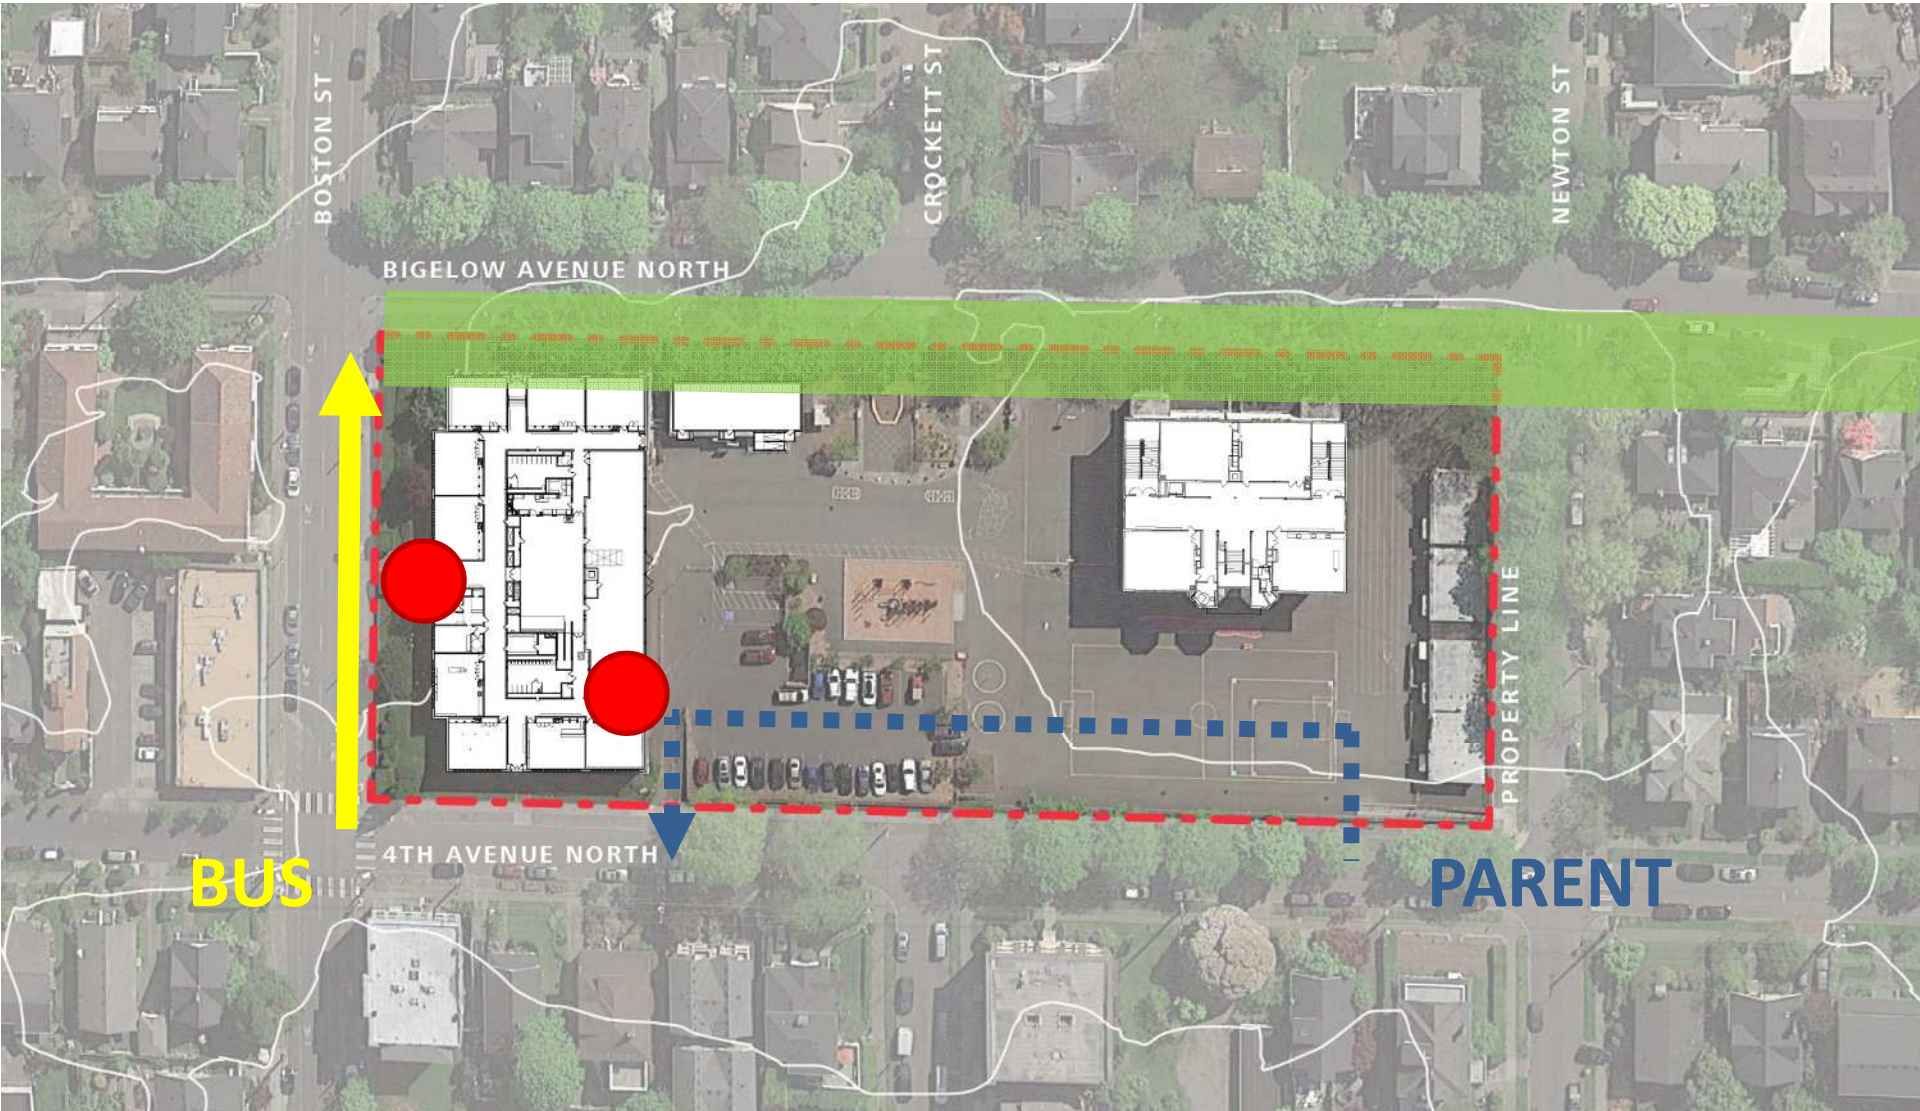 BOSTON ST
CROCKETT ST
NEWTON ST
BIGELOW AVENUE NORTH
PROPERTY LINE
4TH AVENUE NORTH
BUS
PARENT